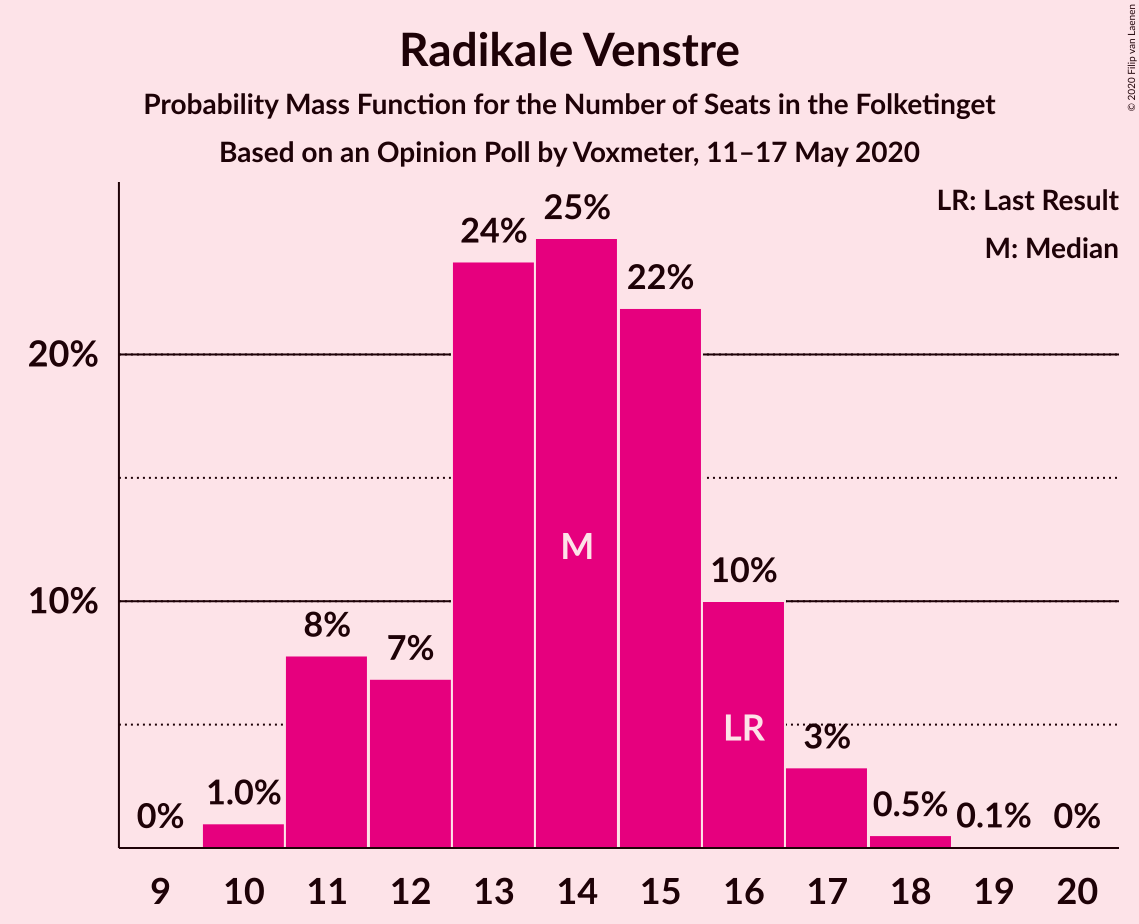 Radikale Venstre
Probability Mass Function for the Number of Seats in the Folketinget
Based on an Opinion Poll by Voxmeter, 11–17 May 2020
© 2020 Filip van Laenen
LR: Last Result
M: Median
20%
10%
0%
1.0%
8%
7%
24%
25%
22%
10%
3%
0.5%
0.1%
0%
M
LR
9 10 11 12 13 14 15 16 17 18 19 20